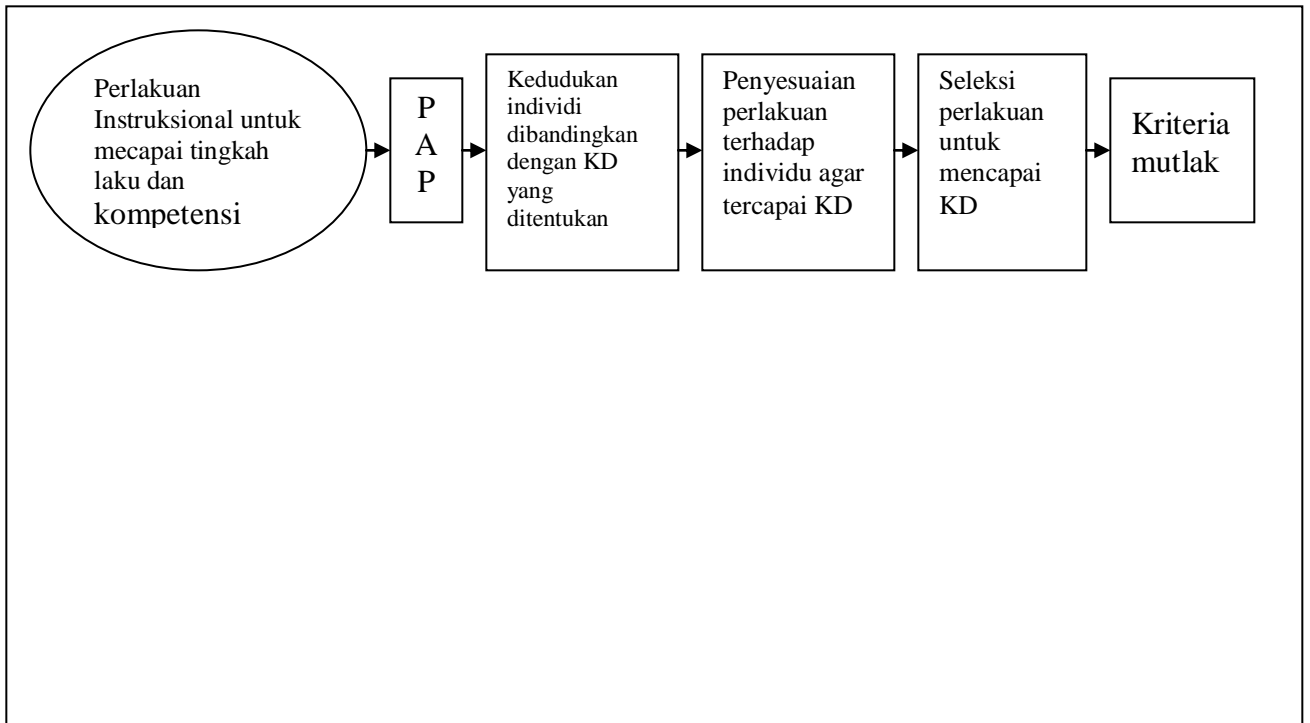 Perlakuan
Instruksional untuk
mecapai tingkah
laku dan
kompetensi
P
A
P
Kedudukan
individi
dibandingkan
dengan KD
yang
ditentukan
Penyesuaian
perlakuan
terhadap
individu agar
tercapai KD
Seleksi
perlakuan
untuk
mencapai
KD
Kriteria
mutlak